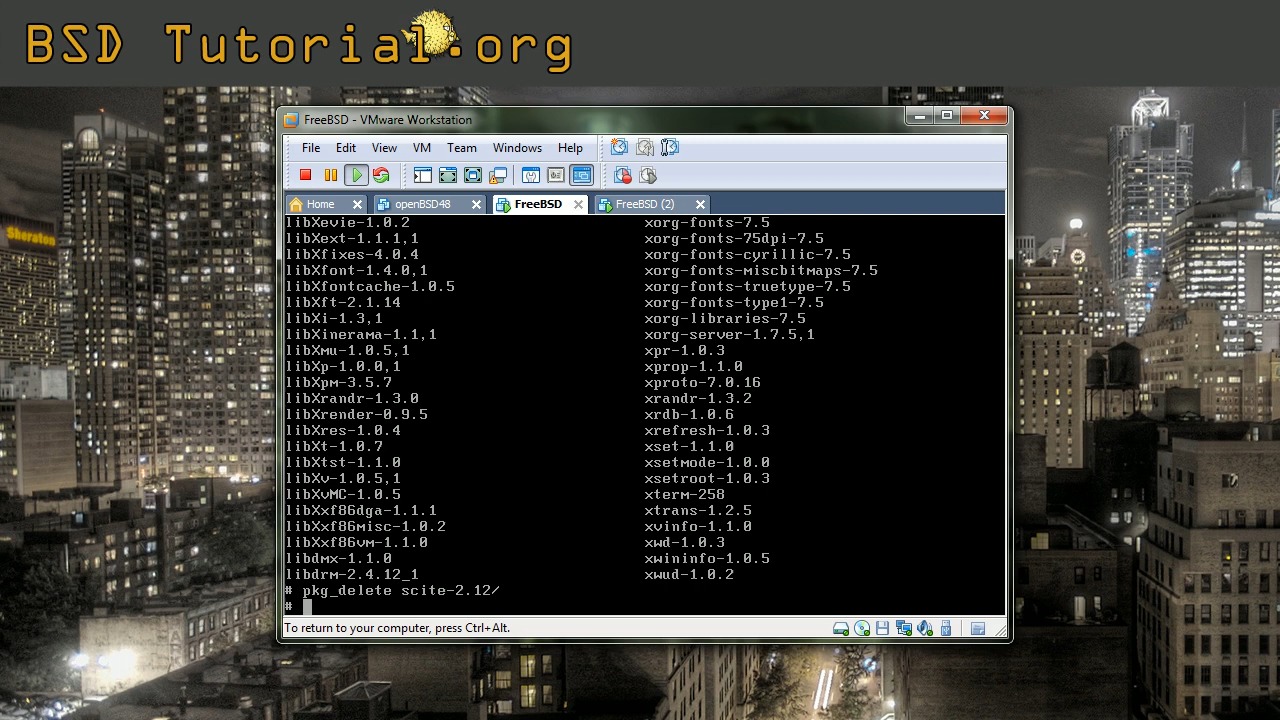 BSD Tutorial.org
Sheraton
FreeBSD - VMware Workstation
File Edit View VM Team Windows Help
Home openBSD48 FreeBSD FreeBSD (2)
libXevie-1.0.2 xorg-fonts-7.5
libXext-1.1.1,1 xorg-fonts-75dpi-7.5
libXfixes-4.0.4 xorg-fonts-cyrillic-7.5
libXfont-1.4.0,1 xorg-fonts-miscbitmaps-7.5
libXfontcache-1.0.5 xorg-fonts-truetype-7.5
libXft-2.1.14 xorg-fonts-type1-7.5
libXi-1.3,1 xorg-libraries-7.5
libXinerama-1.1,1 xorg-server-1.7.5,1
libXmu-1.0.5,1 xpr-1.0.3
libXp-1.0.0,1 xprop-1.1.0
libXpm-3.5.7 xproto-7.0.16
libXrandr-1.3.0 xrandr-1.3.2
libXrender-0.9.5 xrdb-1.0.6
libXres-1.0.4 xrefresh-1.0.3
libXt-1.0.7 xset-1.1.0
libXtst-1.1.0 xsetmode-1.0.0
libXv-1.0.5,1 xsetroot-1.0.3
libXvMC-1.0.5 xterm-258
libXxf86dga-1.1.1 xtrans-1.2.5
libXxf86misc-1.0.2 xvinfo-1.1.0
libXxf86vm-1.1.0 xwd-1.0.3
libdmx-1.1.0 xwininfo-1.0.5
libdrm-2.4.12_1 xwud-1.0.2
# pkg_delete scite-2.12/
#
To return to your computer, press Ctrl+Alt.